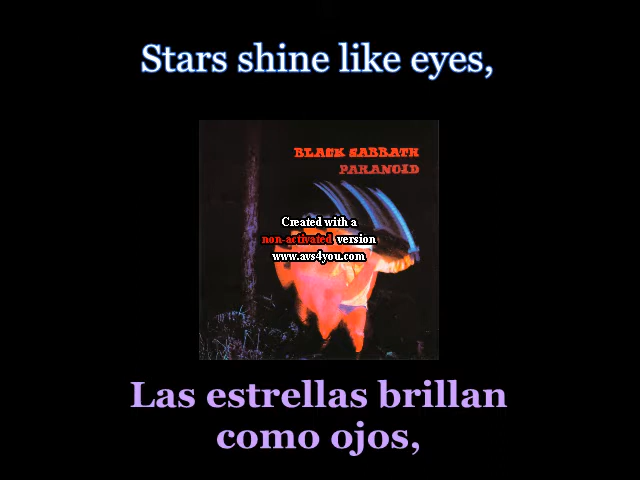 Stars shine like eyes,
BLACK SABBATH
PARANOID
Created with a
non-activated version
www.avs4you.com
Las estrellas brillan
como ojos,